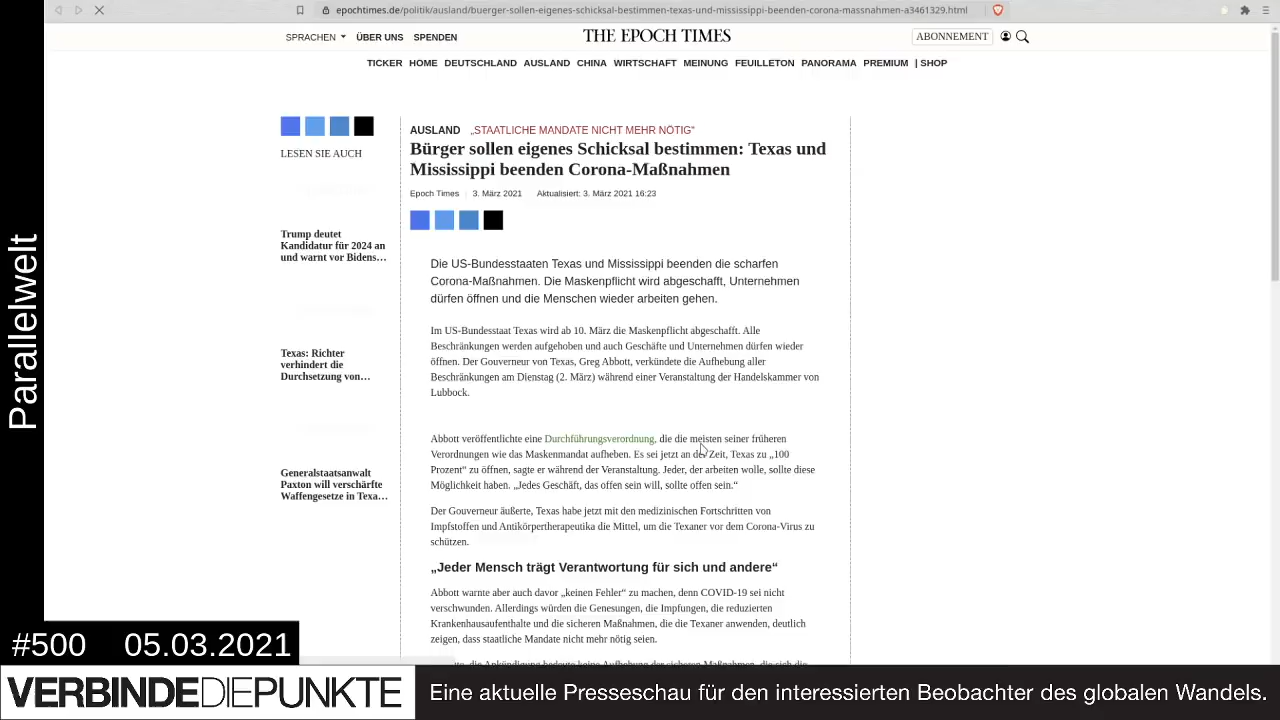 epochtimes.de/politik/ausland/buerger-sollen-eigenes-schicksal-bestimmen-texas-und-mississippi-beenden-corona-massnahmen-a3461329.html
SPRACHEN ÜBER UNS SPENDEN
THE EPOCH TIMES
ABONNEMENT
TICKER HOME DEUTSCHLAND AUSLAND CHINA WIRTSCHAFT MEINUNG FEUILLETON PANORAMA PREMIUM | SHOP
LESEN SIE AUCH
Trump deutet
Kandidatur für 2024 an
und warnt vor Bidens…
Texas: Richter
verhindert die
Durchsetzung von…
Generalstaatsanwalt
Paxton will verschärfte
Waffengesetze in Texa…
AUSLAND „STAATLICHE MANDATE NICHT MEHR NÖTIG“
Bürger sollen eigenes Schicksal bestimmen: Texas und
Mississippi beenden Corona-Maßnahmen
Epoch Times 3. März 2021 Aktualisiert: 3. März 2021 16:23
Die US-Bundesstaaten Texas und Mississippi beenden die scharfen
Corona-Maßnahmen. Die Maskenpflicht wird abgeschafft, Unternehmen
dürfen öffnen und die Menschen wieder arbeiten gehen.
Im US-Bundesstaat Texas wird ab 10. März die Maskenpflicht abgeschafft. Alle
Beschränkungen werden aufgehoben und auch Geschäfte und Unternehmen dürfen wieder
öffnen. Der Gouverneur von Texas, Greg Abbott, verkündete die Aufhebung aller
Beschränkungen am Dienstag (2. März) während einer Veranstaltung der Handelskammer von
Lubbock.
Abbott veröffentlichte eine Durchführungsverordnung, die die meisten seiner früheren
Verordnungen wie das Maskenmandat aufheben. Es sei jetzt an der Zeit, Texas zu „100
Prozent“ zu öffnen, sagte er während der Veranstaltung. Jeder, der arbeiten wolle, sollte diese
Möglichkeit haben. „Jedes Geschäft, das offen sein will, sollte offen sein.“
Der Gouverneur äußerte, Texas habe jetzt mit den medizinischen Fortschritten von
Impfstoffen und Antikörpertherapeutika die Mittel, um die Texaner vor dem Corona-Virus zu
schützen.
„Jeder Mensch trägt Verantwortung für sich und andere“
Abbott warnte aber auch davor „keinen Fehler“ zu machen, denn COVID-19 sei nicht
verschwunden. Allerdings würden die Genesungen, die Impfungen, die reduzierten
Krankenhausaufenthalte und die sicheren Maßnahmen, die die Texaner anwenden, deutlich
zeigen, dass staatliche Mandate nicht mehr nötig seien.
die Ankündigung bedeute keine Aufhebung der sicheren Maßnahmen, die sich die
Parallelwelt
#500 05.03.2021
VERBINDEDIEPUNKTE
Eine aktuelle Presseschau für den interessierten Beobachter des globalen Wandels.